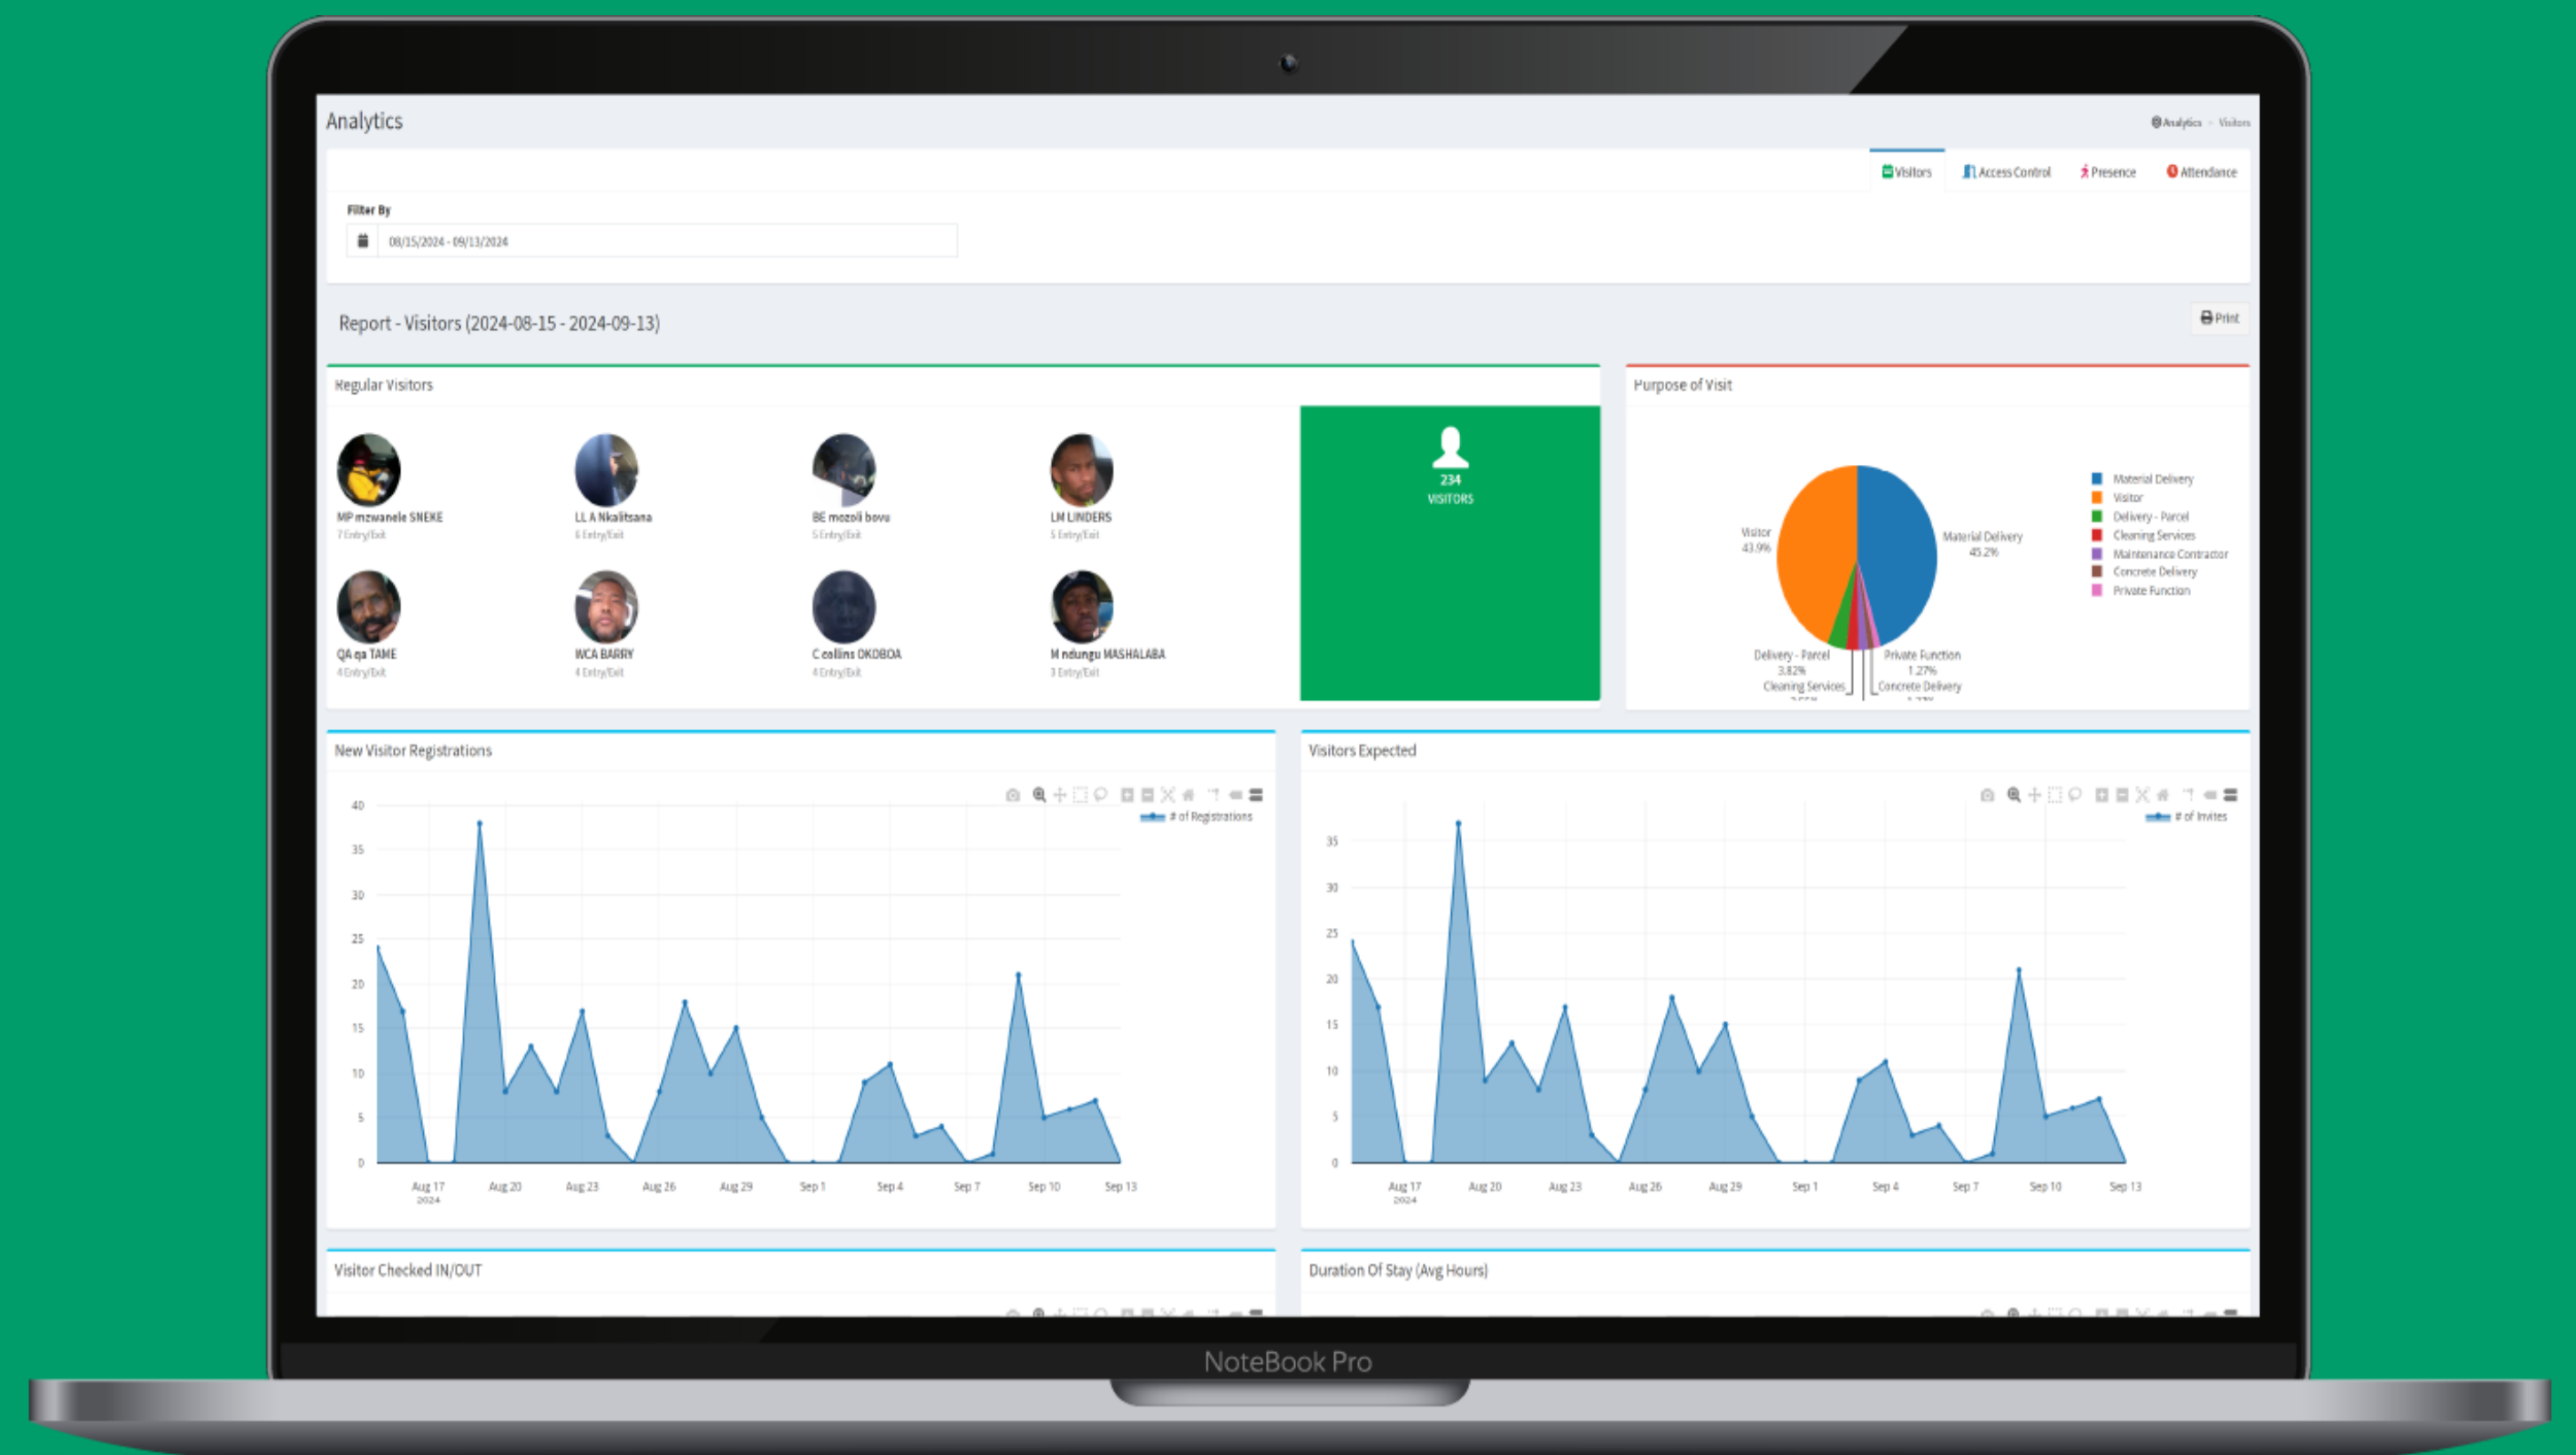 Analytics
Analytics - Visitors
Visitors
Access Control
Presence
Attendance
Filter By
08/15/2024 - 09/13/2024
Report - Visitors (2024-08-15 - 2024-09-13)
Print
Regular Visitors
MP mzwanele SNEKE
7 Entry/Exit
LL A Nkalitsana
6 Entry/Exit
BE mozoli bovu
5 Entry/Exit
LM LINDERS
5 Entry/Exit
QA qa TAME
4 Entry/Exit
WCA BARRY
4 Entry/Exit
C collins OKOBOA
4 Entry/Exit
M ndungu MASHALABA
3 Entry/Exit
234
VISITORS
Purpose of Visit
Visitor
43.9%
Material Delivery
45.2%
Delivery - Parcel
3.82%
Cleaning Services
Private Function
1.27%
Concrete Delivery
Material Delivery
Visitor
Delivery - Parcel
Cleaning Services
Maintenance Contractor
Concrete Delivery
Private Function
New Visitor Registrations
# of Registrations
40
35
30
25
20
15
10
5
0
Aug 17
2024
Aug 20
Aug 23
Aug 26
Aug 29
Sep 1
Sep 4
Sep 7
Sep 10
Sep 13
Visitors Expected
# of Invites
35
30
25
20
15
10
5
0
Aug 17
2024
Aug 20
Aug 23
Aug 26
Aug 29
Sep 1
Sep 4
Sep 7
Sep 10
Sep 13
Visitor Checked IN/OUT
Duration Of Stay (Avg Hours)
NoteBook Pro